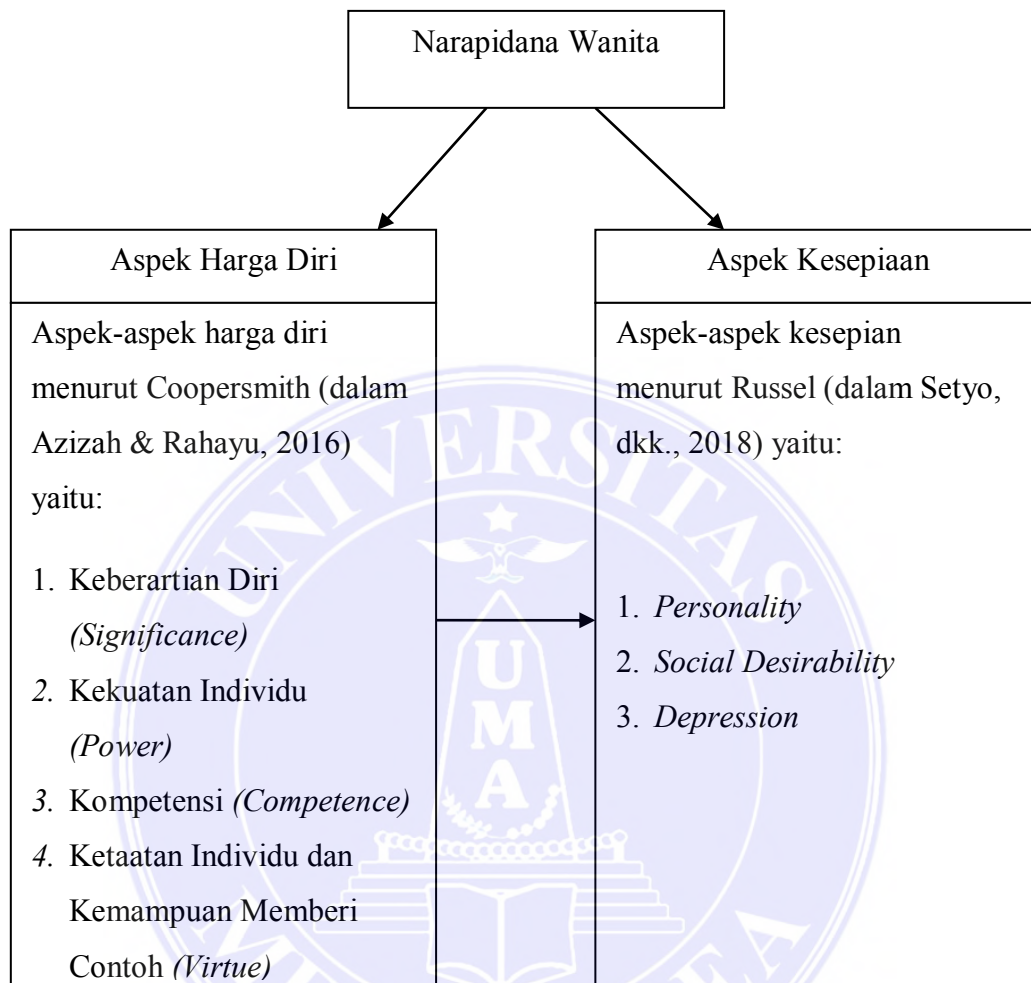 Narapidana Wanita
Aspek Harga Diri
Aspek-aspek harga diri
menurut Coopersmith (dalam
Azizah & Rahayu, 2016)
yaitu:
1. Keberartian Diri
(Significance)
2. Kekuatan Individu
(Power)
3. Kompetensi (Competence)
4. Ketaatan Individu dan
Kemampuan Memberi
Contoh (Virtue)
Aspek Kesepiaan
Aspek-aspek kesepian
menurut Russel (dalam Setyo,
dkk., 2018) yaitu:
1. Personality
2. Social Desirability
3. Depression
UNIVERSITAS
UMA